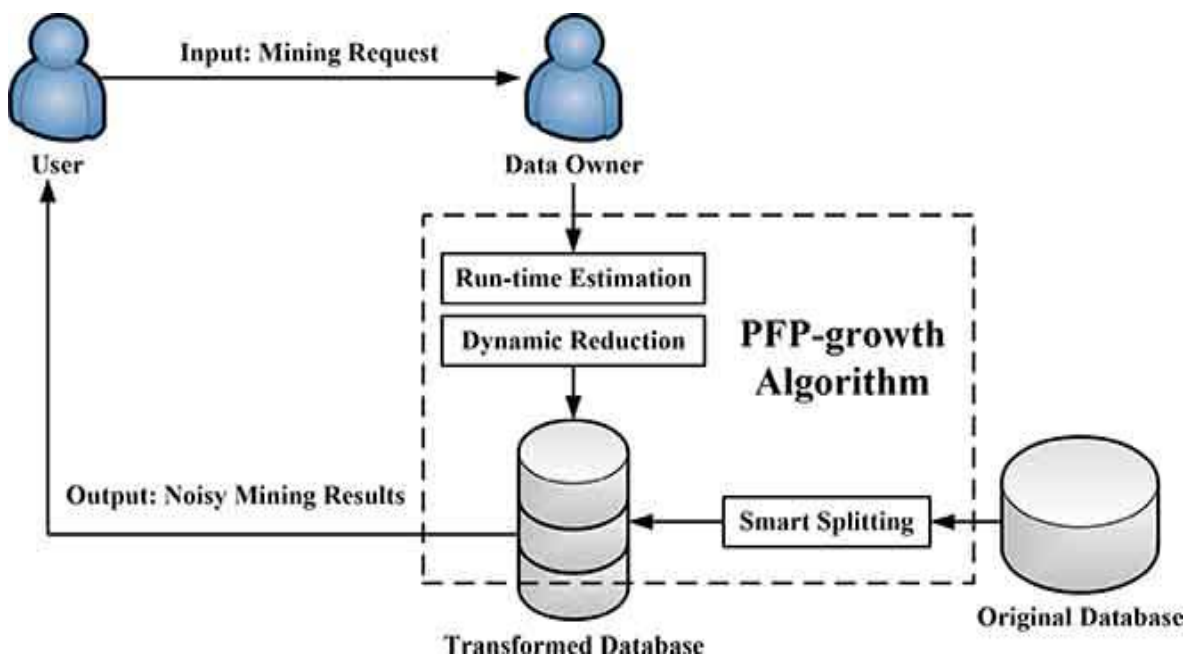 Input: Mining Request
User
Data Owner
Run-time Estimation
Dynamic Reduction
PFP-growth
Algorithm
Output: Noisy Mining Results
Smart Splitting
Original Database
Transformed Database